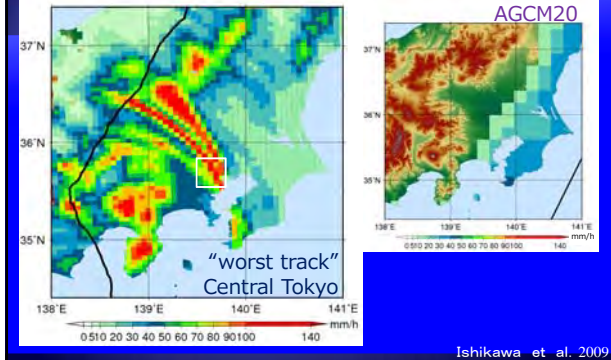 AGCM20
37°N
36°N
35°N
138°E 139°E 140°E 141°E
"worst track"
Central Tokyo
mm/h
0 5 10 20 30 40 50 60 70 80 90 100 140
37°N
36°N
35°N
138°E 139°E 140°E 141°E
mm/h
0 5 10 20 30 40 50 60 70 80 90 100 140
Ishikawa et al. 2009